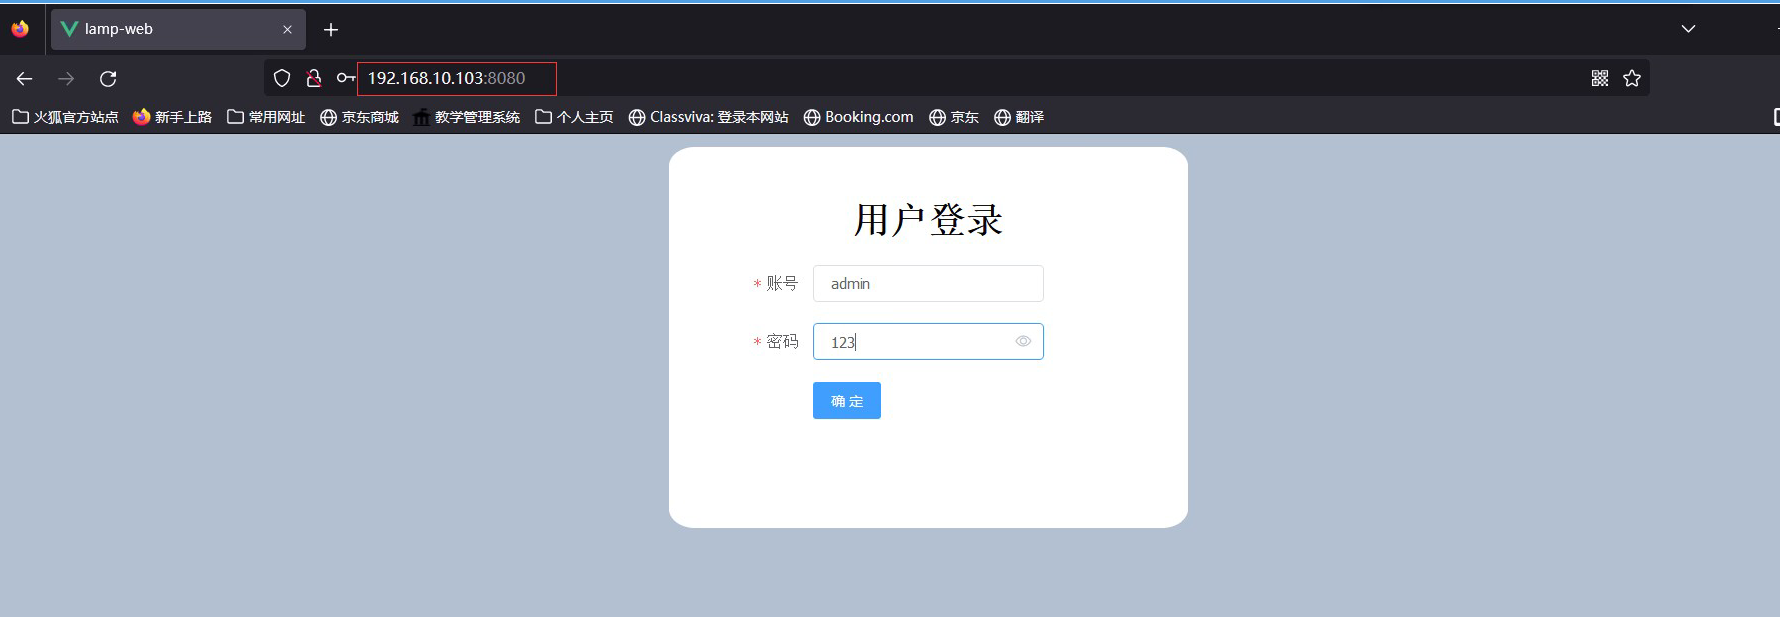 lamp-web
192.168.10.103:8080
火狐官方站点 新手上路 常用网址 京东商城 教学管理系统 个人主页 Classviva: 登录本网站 Booking.com 京东 翻译
用户登录
* 账号 admin
* 密码 123
确 定